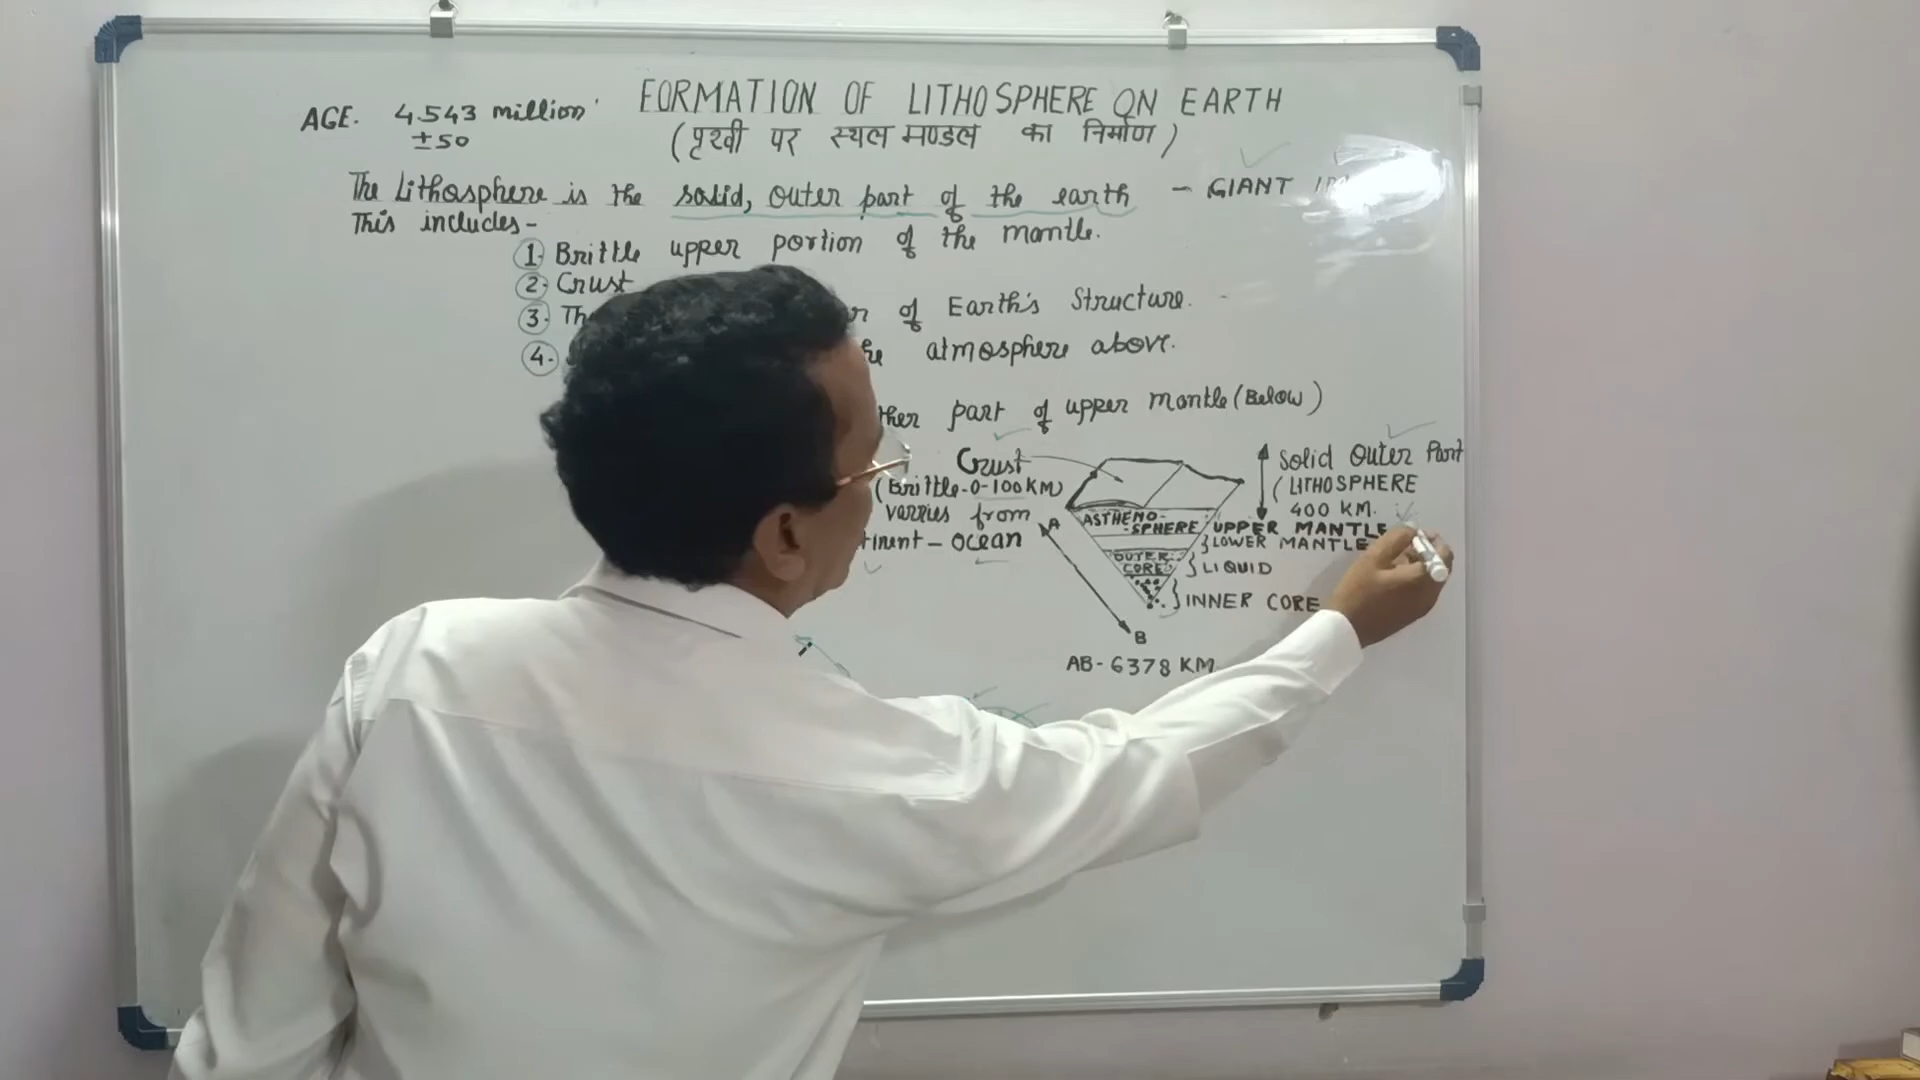 FORMATION OF LITHOSPHERE ON EARTH
AGE. 4.543 million
±50
(पृथ्वी पर स्थल मण्डल का निर्माण)
The Lithosphere is the solid, outer part of the earth - GIANT
This includes-
1. Brittle upper portion of the mantle.
2. Crust
3. of Earth's Structure.
4. atmosphere above.
part of upper mantle (Below)
Crust
(Brittle-0-100KM)
varries from
- ocean
Solid Outer Part
(LITHOSPHERE
400 KM.
A
ASTHENO-
-SPHERE
UPPER MANTLE
LOWER MANTLE
OUTER
CORE
LIQUID
INNER CORE
B
AB- 6378 KM